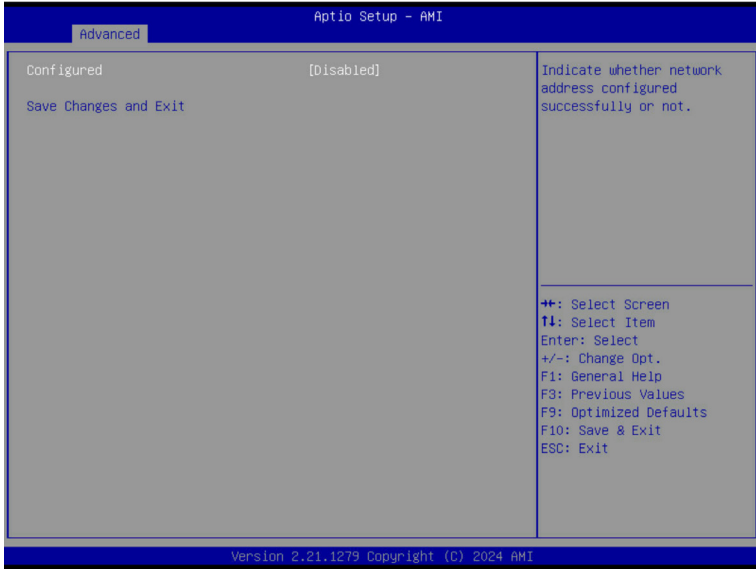 Aptio Setup – AMI
Advanced
Configured [Disabled]
Save Changes and Exit
Indicate whether network
address configured
successfully or not.
→←: Select Screen
↑↓: Select Item
Enter: Select
+/-: Change Opt.
F1: General Help
F3: Previous Values
F9: Optimized Defaults
F10: Save & Exit
ESC: Exit
Version 2.21.1279 Copyright (C) 2024 AMI